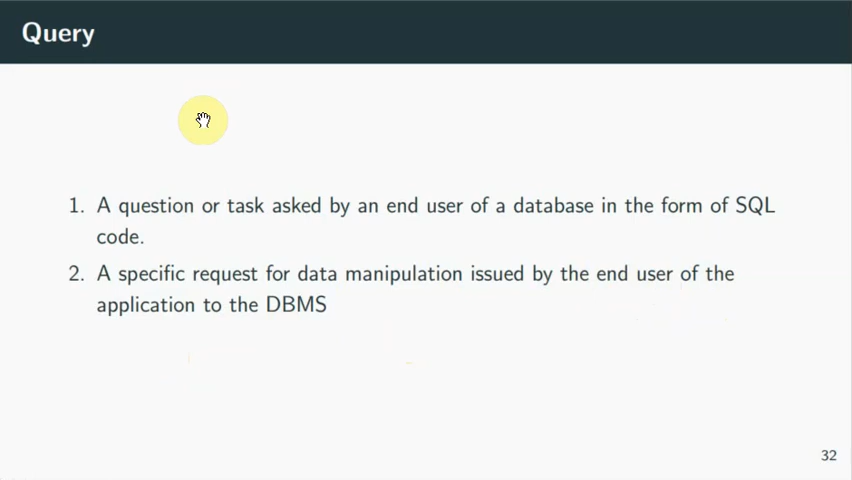 Query
1. A question or task asked by an end user of a database in the form of SQL
code.
2. A specific request for data manipulation issued by the end user of the
application to the DBMS
32